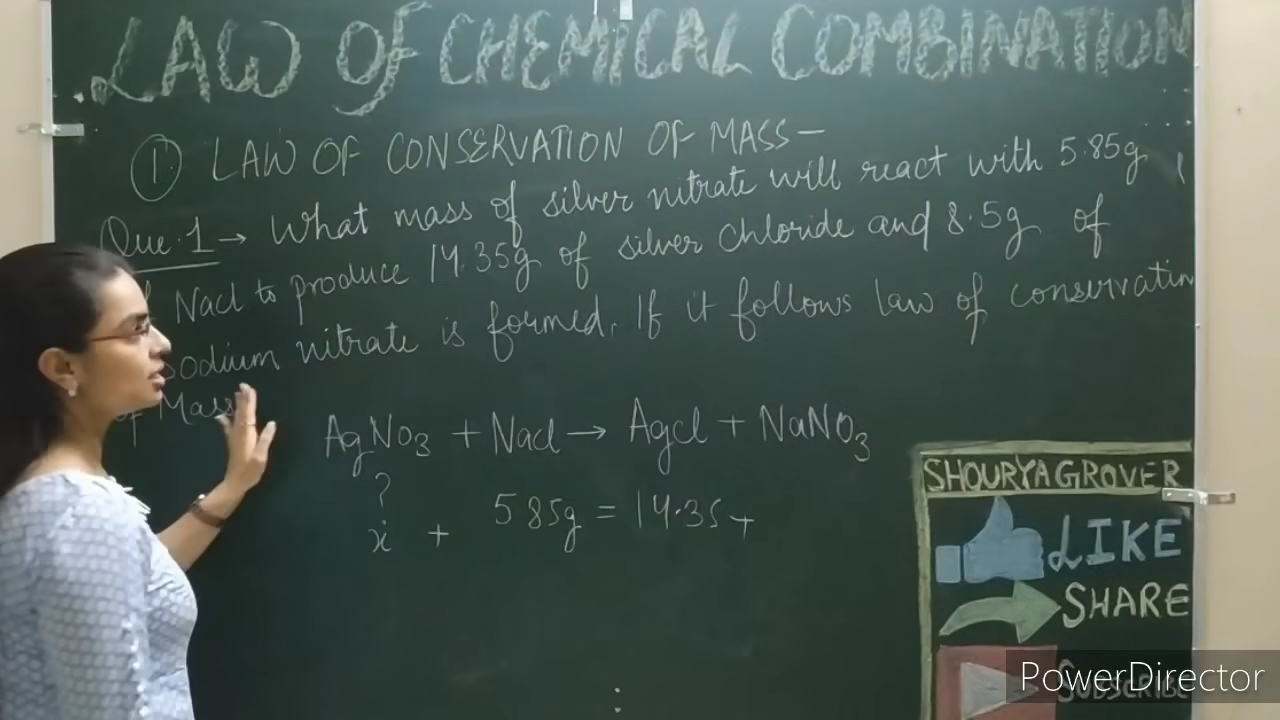 LAW OF CHEMICAL COMBINATION
1. LAW OF CONSERVATION OF MASS-
Que.1→ What mass of silver nitrate will react with 5.85g
Nacl to produce 14.35g of silver chloride and 8.5g of
sodium nitrate is formed. If it follows law of conservation
of Mass
AgNO3 + Nacl → Agcl + NaNO3
?
x + 5.85g = 14.35 +
SHOURYA GROVER
LIKE
SHARE
SUBSCRIBE
PowerDirector